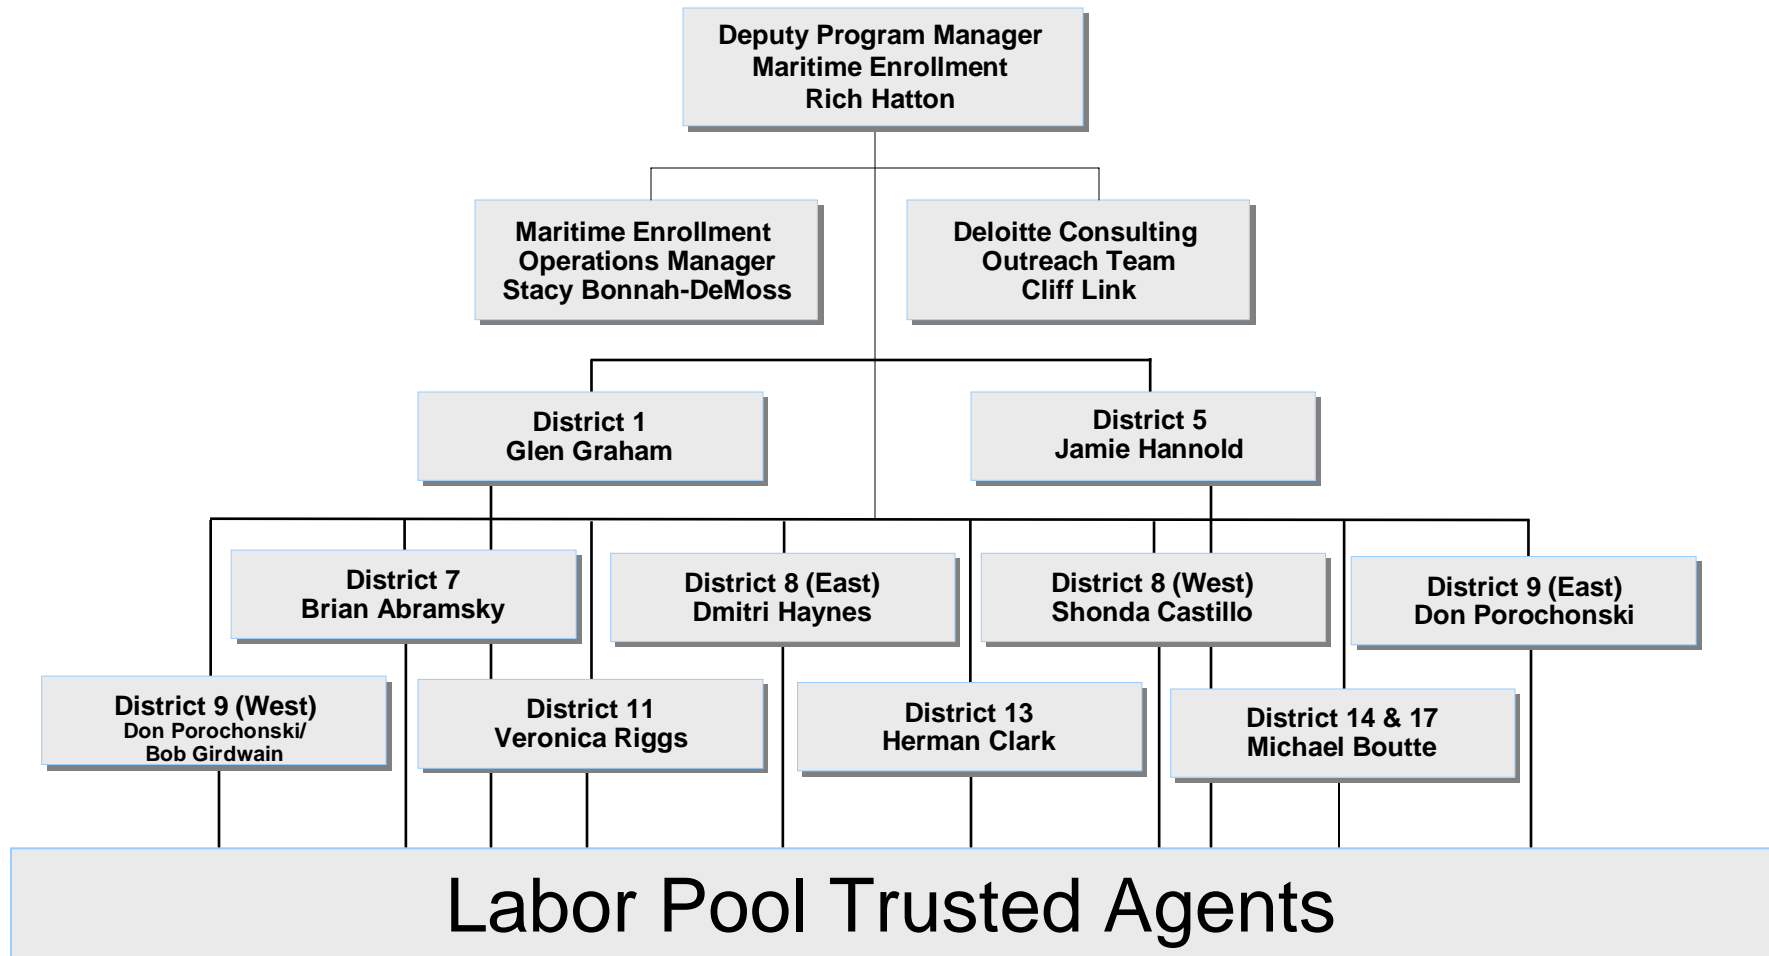 Deputy Program Manager
Maritime Enrollment
Rich Hatton
Maritime Enrollment
Operations Manager
Stacy Bonnah-DeMoss
Deloitte Consulting
Outreach Team
Cliff Link
District 1
Glen Graham
District 5
Jamie Hannold
District 7
Brian Abramsky
District 8 (East)
Dmitri Haynes
District 8 (West)
Shonda Castillo
District 9 (East)
Don Porochonski
District 9 (West)
Don Porochonski/
Bob Girdwain
District 11
Veronica Riggs
District 13
Herman Clark
District 14 & 17
Michael Boutte
Labor Pool Trusted Agents